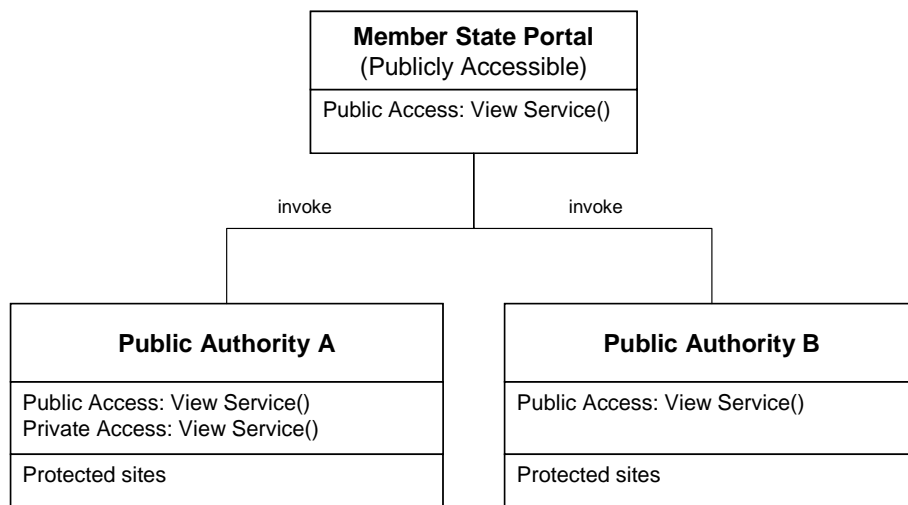 Member State Portal
(Publicly Accessible)
Public Access: View Service()
invoke
invoke
Public Authority A
Public Access: View Service()
Private Access: View Service()
Protected sites
Public Authority B
Public Access: View Service()
Protected sites